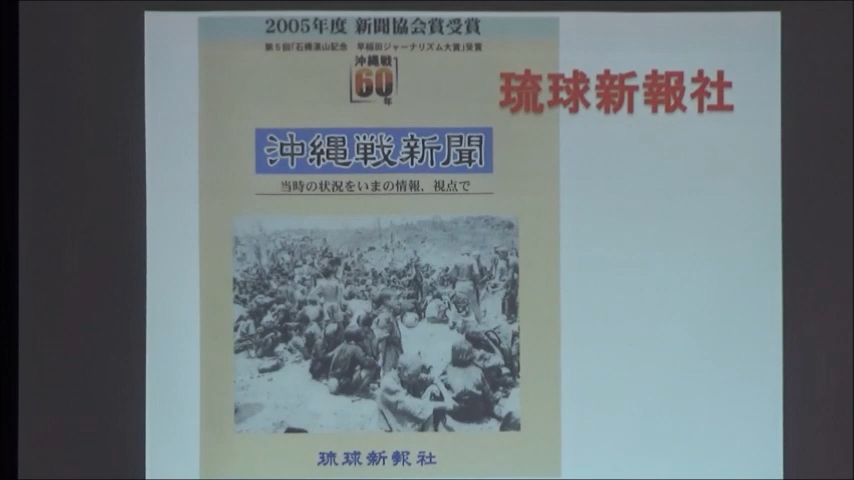 2005年度 新聞協会賞受賞
第5回「石橋湛山記念 早稲田ジャーナリズム大賞」受賞
沖縄戦
60年
琉球新報社
沖縄戦新聞
当時の状況をいまの情報、視点で
琉球新報社